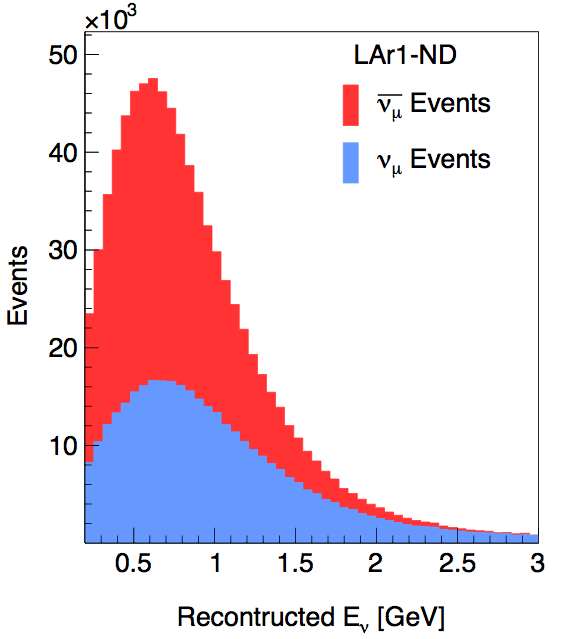 ×10³
50
40
30
20
10
Events
LAr1-ND
ν̅μ Events
νμ Events
0.5 1 1.5 2 2.5 3
Recontructed Eν [GeV]